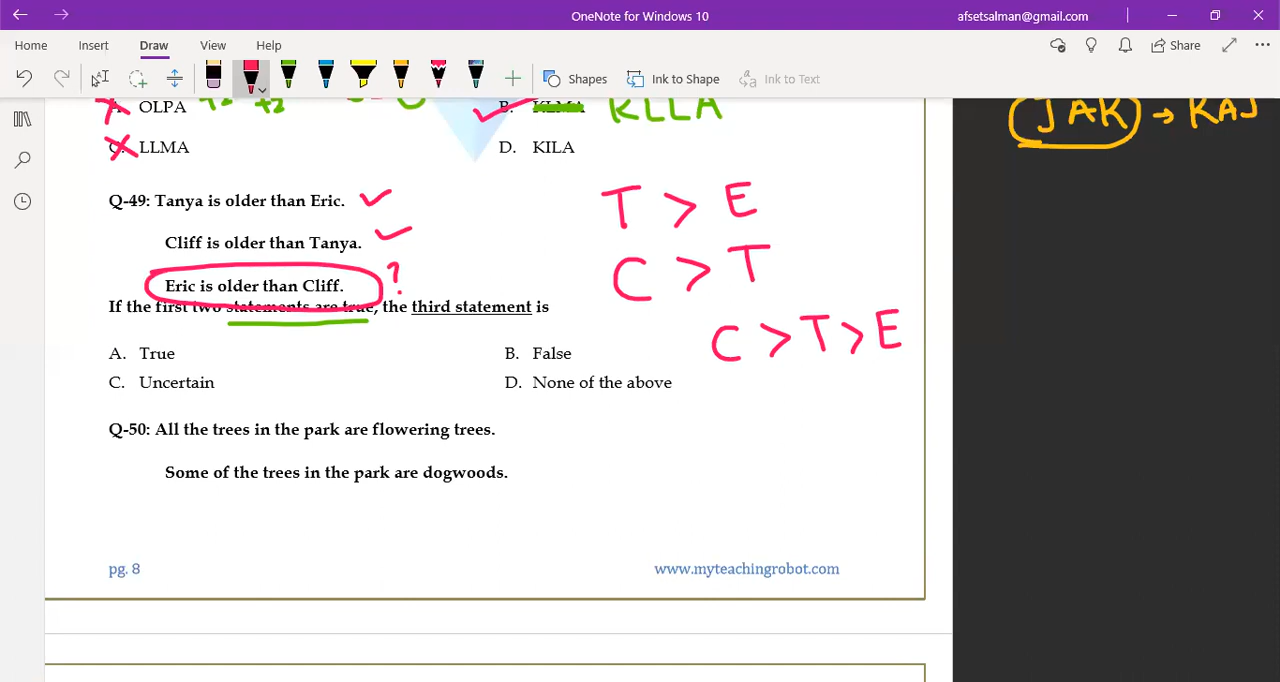 OneNote for Windows 10
afsetsalman@gmail.com
Home Insert Draw View Help
Share
Shapes Ink to Shape Ink to Text
A. OLPA +2 +2 B. KLMA KLLA
JAK → KAJ
C. LLMA D. KILA
Q-49: Tanya is older than Eric. T > E
Cliff is older than Tanya. C > T
Eric is older than Cliff. ?
If the first two statements are true, the third statement is
C > T > E
A. True B. False
C. Uncertain D. None of the above
Q-50: All the trees in the park are flowering trees.
Some of the trees in the park are dogwoods.
pg. 8 www.myteachingrobot.com